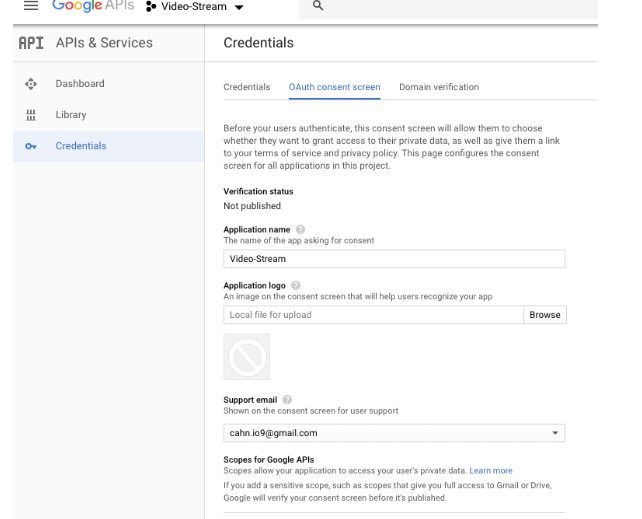 Google APIs Video-Stream
API APIs & Services
Credentials
Dashboard
Library
Credentials
Credentials OAuth consent screen Domain verification
Before your users authenticate, this consent screen will allow them to choose
whether they want to grant access to their private data, as well as give them a link
to your terms of service and privacy policy. This page configures the consent
screen for all applications in this project.
Verification status
Not published
Application name ?
The name of the app asking for consent
Video-Stream
Application logo ?
An image on the consent screen that will help users recognize your app
Local file for upload Browse
Support email ?
Shown on the consent screen for user support
cahn.io9@gmail.com
Scopes for Google APIs
Scopes allow your application to access your user's private data. Learn more
If you add a sensitive scope, such as scopes that give you full access to Gmail or Drive,
Google will verify your consent screen before it's published.